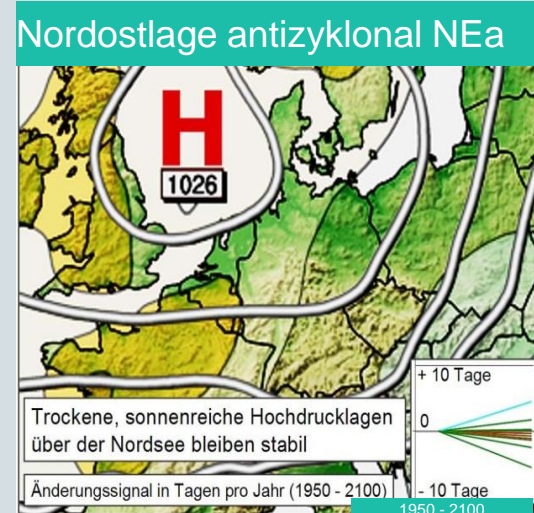 Nordostlage antizyklonal NEa
H
1026
+ 10 Tage
0
Trockene, sonnenreiche Hochdrucklagen
über der Nordsee bleiben stabil
Änderungssignal in Tagen pro Jahr (1950 - 2100)
- 10 Tage
1950 - 2100